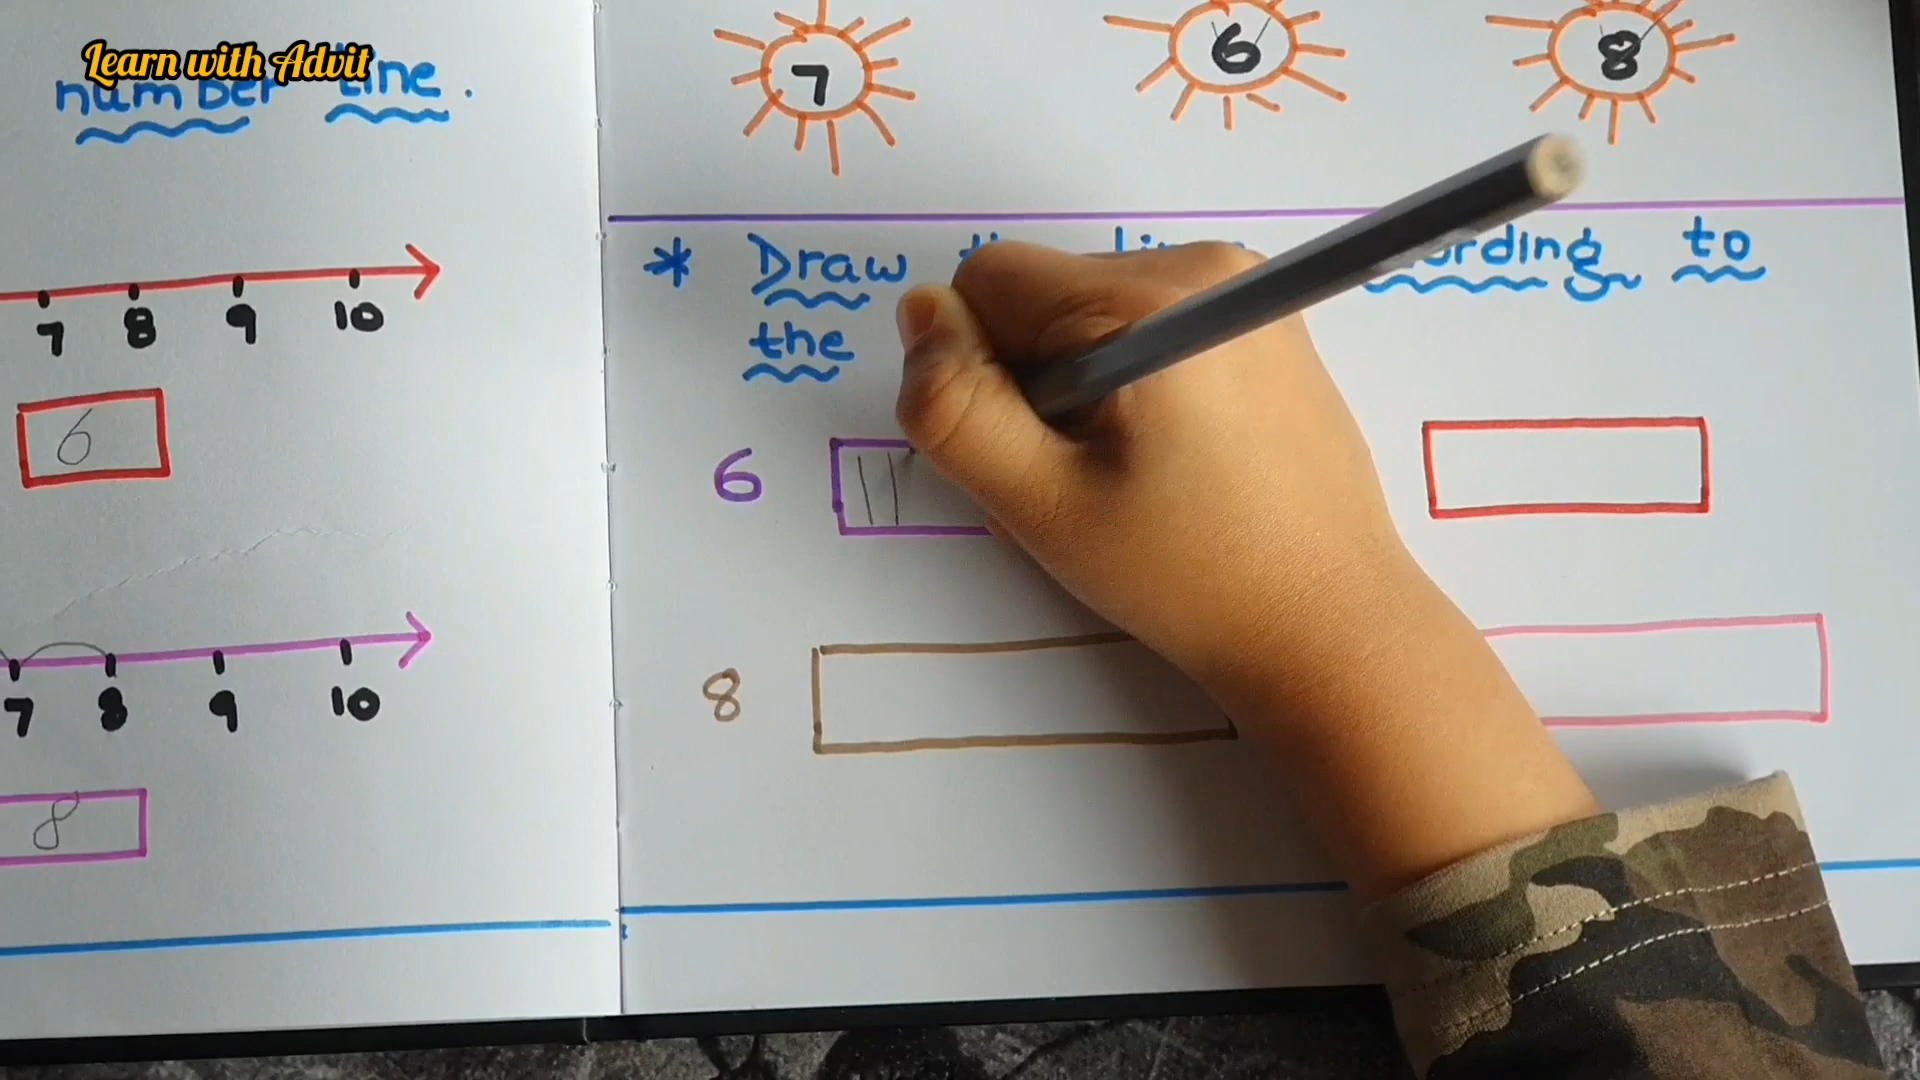 Learn with Advit
number line.
7 8 9 10
6
7 8 9 10
8
7 6 8
* Draw to
the
6
8